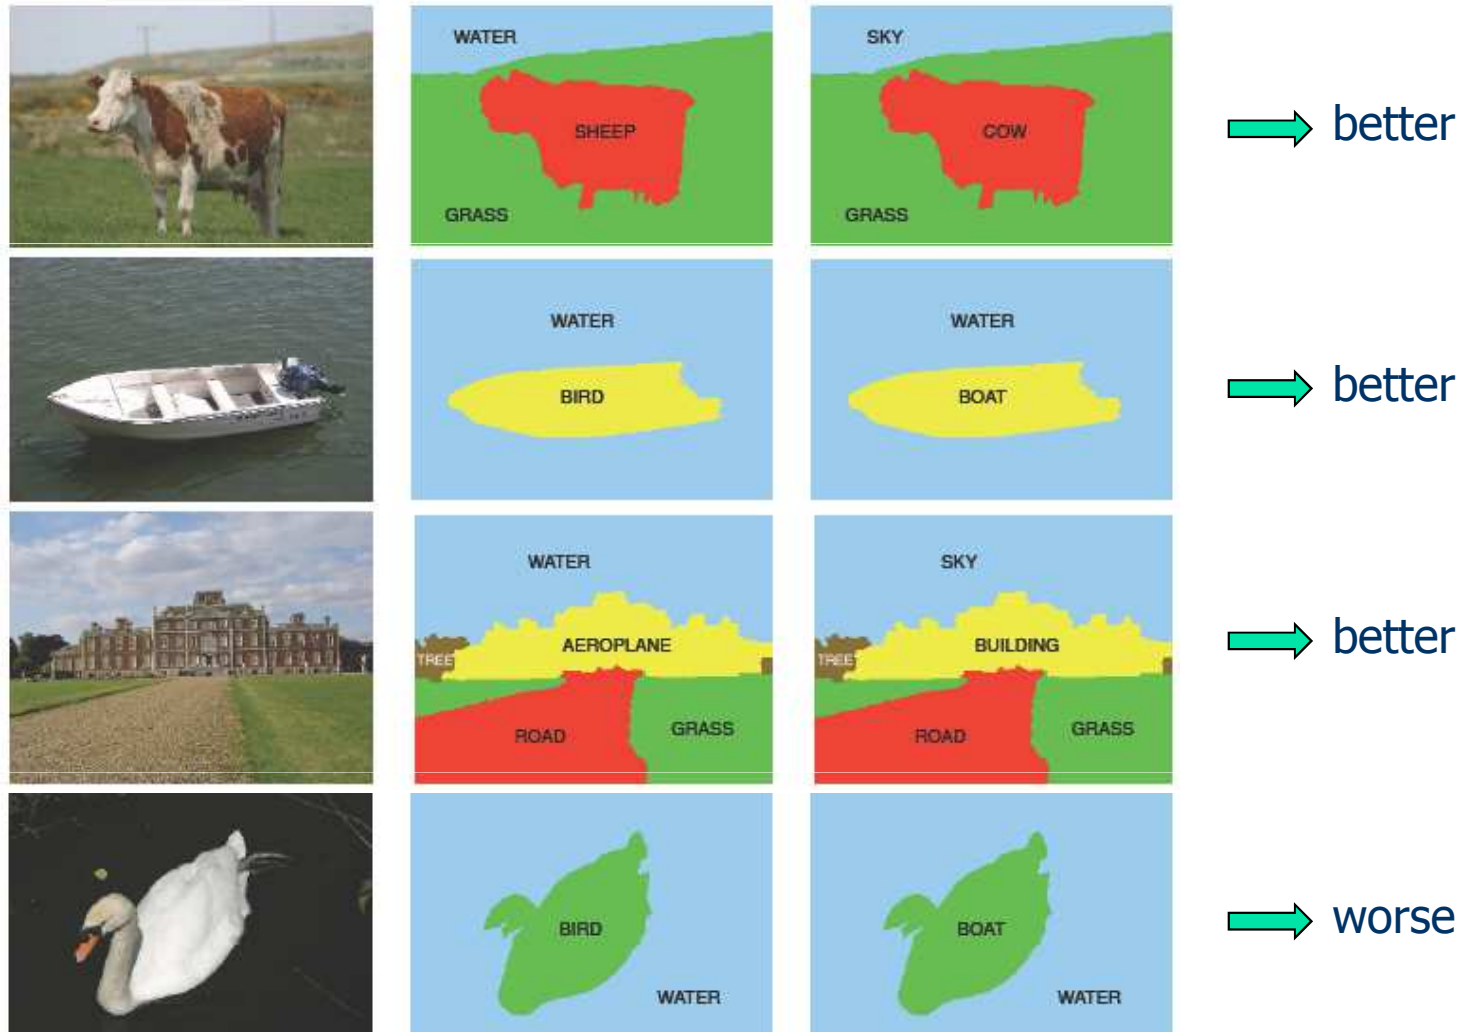 WATER
SKY
SHEEP
COW
better
GRASS
GRASS
WATER
WATER
BIRD
BOAT
better
WATER
SKY
TREE
AEROPLANE
TREE
BUILDING
better
ROAD
GRASS
ROAD
GRASS
BIRD
BOAT
worse
WATER
WATER